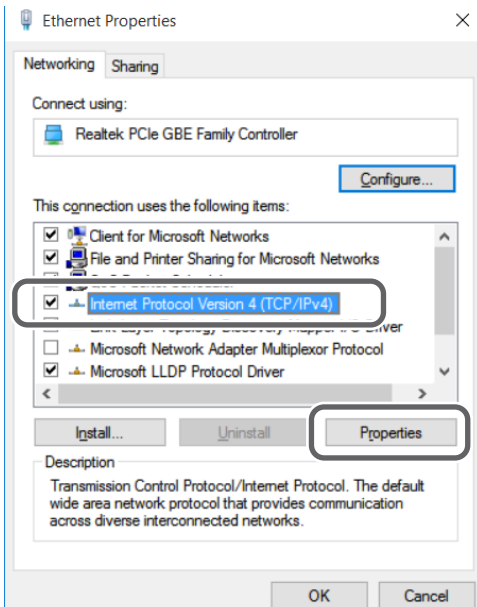 Ethernet Properties
Networking Sharing
Connect using:
Realtek PCIe GBE Family Controller
Configure...
This connection uses the following items:
Client for Microsoft Networks
File and Printer Sharing for Microsoft Networks
Internet Protocol Version 4 (TCP/IPv4)
Microsoft Network Adapter Multiplexor Protocol
Microsoft LLDP Protocol Driver
Install... Uninstall Properties
Description
Transmission Control Protocol/Internet Protocol. The default
wide area network protocol that provides communication
across diverse interconnected networks.
OK Cancel